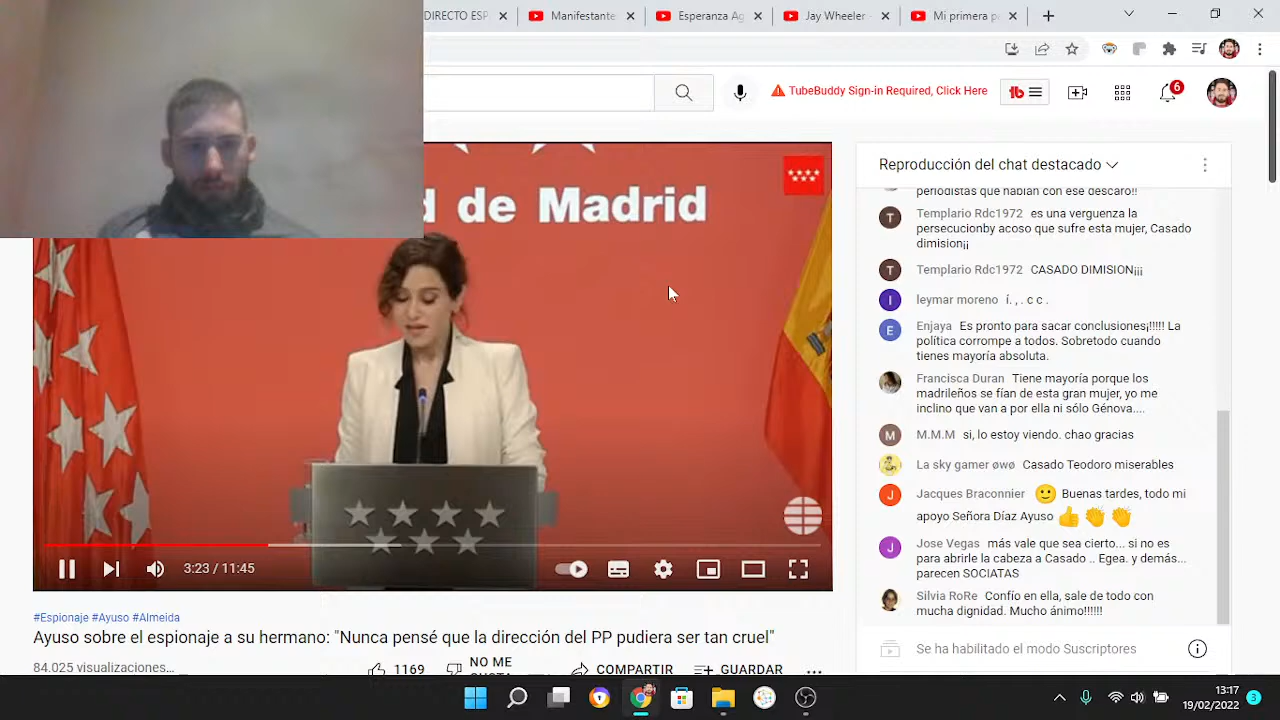 DIRECTO ESP
Manifestante
Esperanza Ag
Jay Wheeler -
Mi primera p
TubeBuddy Sign-in Required, Click Here
tb
6
d de Madrid
3:23 / 11:45
#Espionaje #Ayuso #Almeida
Ayuso sobre el espionaje a su hermano: "Nunca pensé que la dirección del PP pudiera ser tan cruel"
84.025 visualizaciones...
1169
NO ME
COMPARTIR
GUARDAR
Reproducción del chat destacado
periodistas que hablan con ese descaro!!
T
Templario Rdc1972 es una verguenza la
persecucionby acoso que sufre esta mujer, Casado
dimision¡¡
T
Templario Rdc1972 CASADO DIMISION¡¡¡
l
leymar moreno í. , . c c .
E
Enjaya Es pronto para sacar conclusiones¡!!!!! La
política corrompe a todos. Sobretodo cuando
tienes mayoría absoluta.
Francisca Duran Tiene mayoría porque los
madrileños se fían de esta gran mujer, yo me
inclino que van a por ella ni sólo Génova....
M
M.M.M si, lo estoy viendo. chao gracias
La sky gamer øwø Casado Teodoro miserables
J
Jacques Braconnier 🙂 Buenas tardes, todo mi
apoyo Señora Díaz Ayuso 👍👏👏
J
Jose Vegas más vale que sea cierto... si no es
para abrirle la cabeza a Casado .. Egea. y demás...
parecen SOCIATAS
Silvia RoRe Confío en ella, sale de todo con
mucha dignidad. Mucho ánimo!!!!!!
Se ha habilitado el modo Suscriptores
13:17
19/02/2022
3